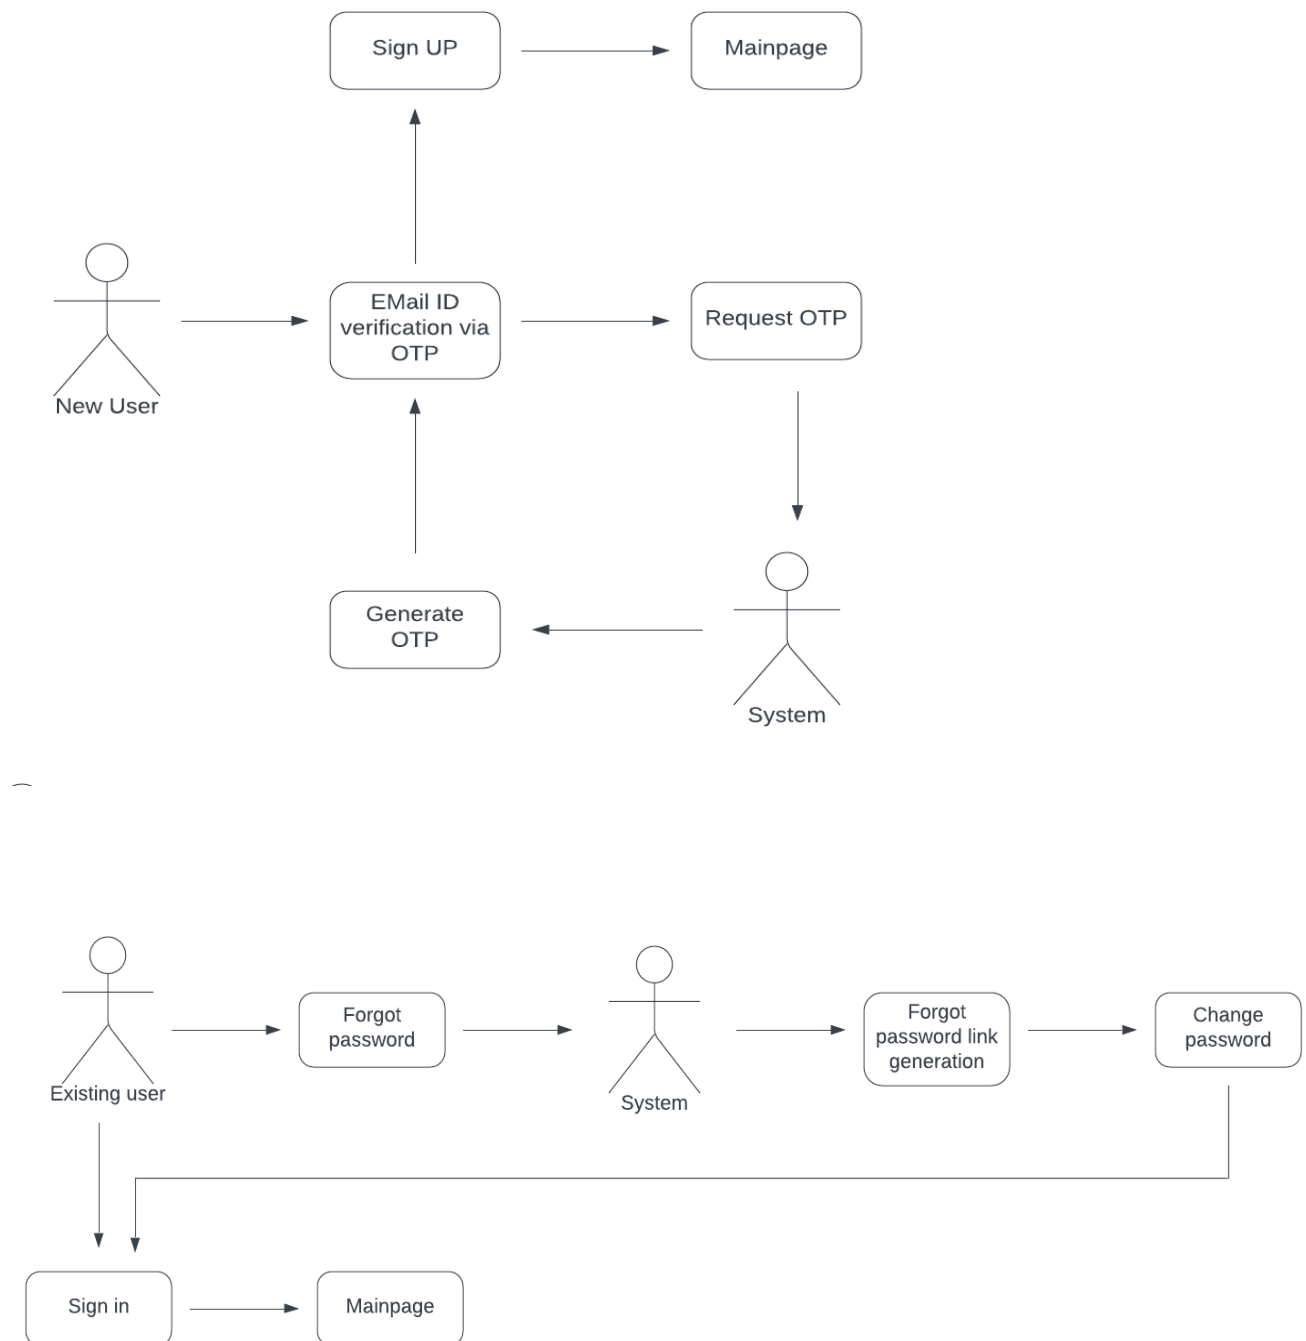 Sign UP
Mainpage
EMail ID
verification via
OTP
Request OTP
New User
Generate
OTP
System
Forgot
password
Forgot
password link
generation
Change
password
Existing user
System
Sign in
Mainpage